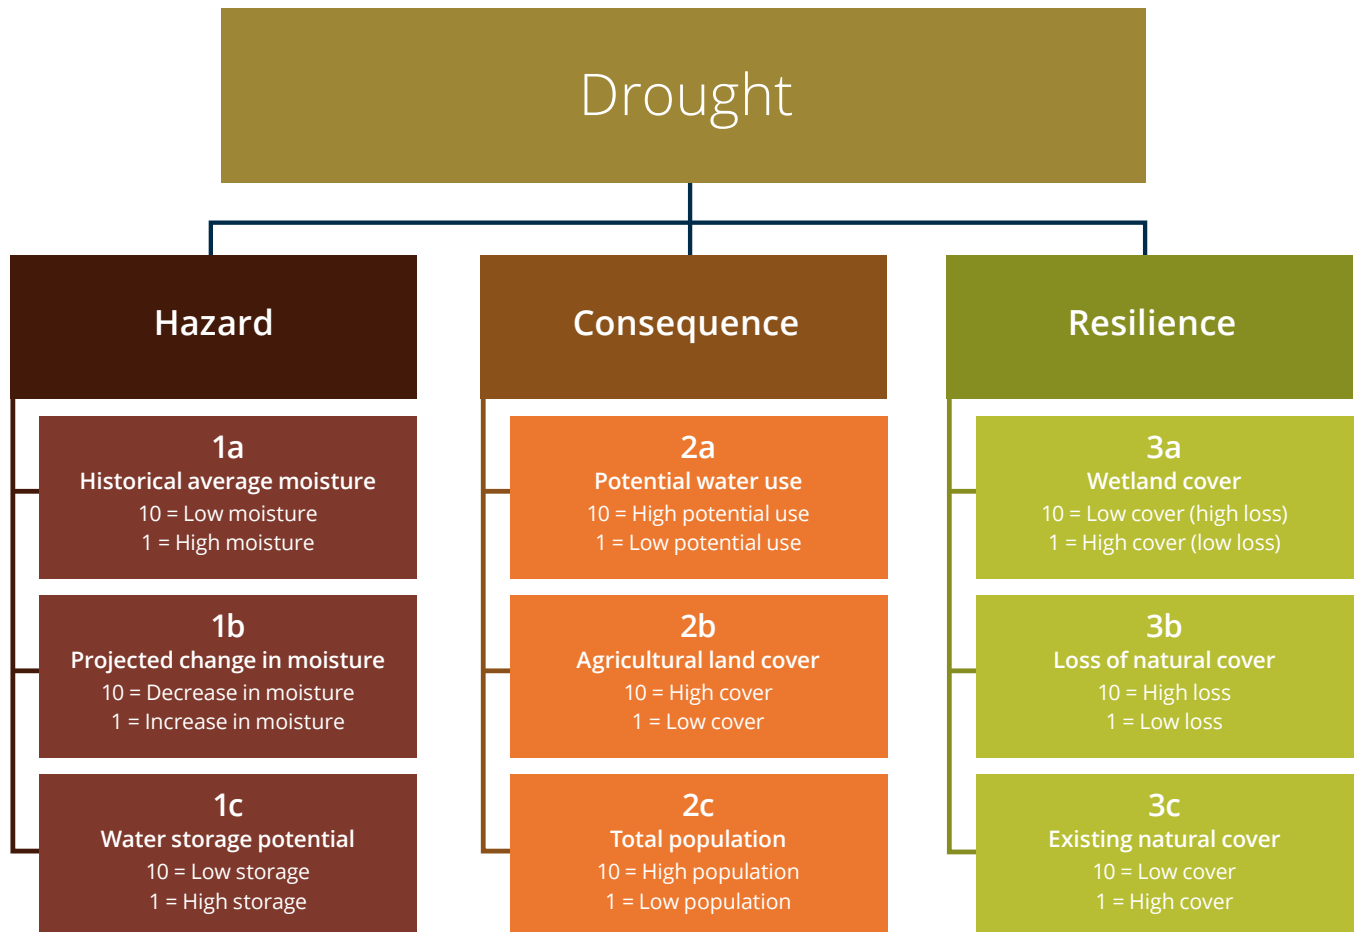 Drought
Hazard
1a
Historical average moisture
10 = Low moisture
1 = High moisture
1b
Projected change in moisture
10 = Decrease in moisture
1 = Increase in moisture
1c
Water storage potential
10 = Low storage
1 = High storage
Consequence
2a
Potential water use
10 = High potential use
1 = Low potential use
2b
Agricultural land cover
10 = High cover
1 = Low cover
2c
Total population
10 = High population
1 = Low population
Resilience
3a
Wetland cover
10 = Low cover (high loss)
1 = High cover (low loss)
3b
Loss of natural cover
10 = High loss
1 = Low loss
3c
Existing natural cover
10 = Low cover
1 = High cover